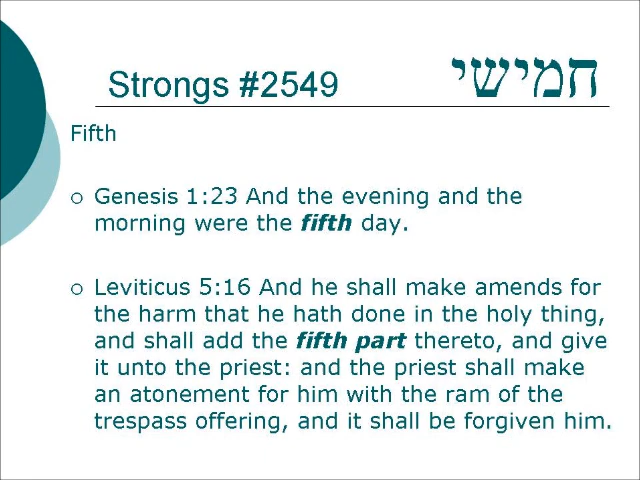 Strongs #2549 חמישי
Fifth
Genesis 1:23 And the evening and the
morning were the fifth day.
Leviticus 5:16 And he shall make amends for
the harm that he hath done in the holy thing,
and shall add the fifth part thereto, and give
it unto the priest: and the priest shall make
an atonement for him with the ram of the
trespass offering, and it shall be forgiven him.